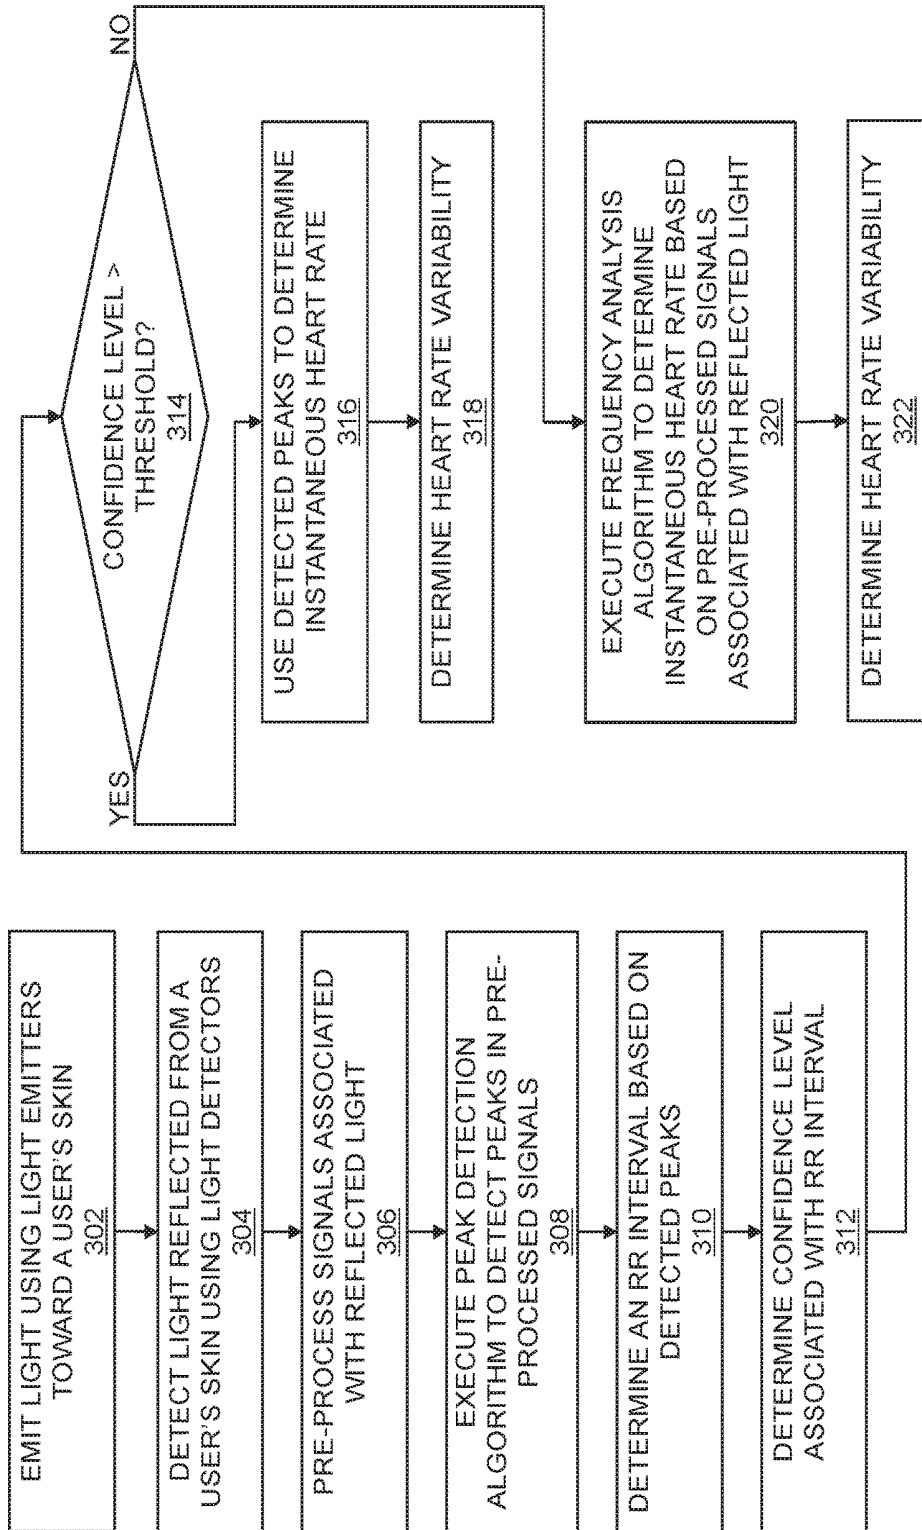 EMIT LIGHT USING LIGHT EMITTERS
TOWARD A USER'S SKIN
302
DETECT LIGHT REFLECTED FROM A
USER'S SKIN USING LIGHT DETECTORS
304
PRE-PROCESS SIGNALS ASSOCIATED
WITH REFLECTED LIGHT
306
EXECUTE PEAK DETECTION
ALGORITHM TO DETECT PEAKS IN PRE-
PROCESSED SIGNALS
308
DETERMINE AN RR INTERVAL BASED ON
DETECTED PEAKS
310
DETERMINE CONFIDENCE LEVEL
ASSOCIATED WITH RR INTERVAL
312
CONFIDENCE LEVEL >
THRESHOLD?
314
YES
NO
USE DETECTED PEAKS TO DETERMINE
INSTANTANEOUS HEART RATE
316
DETERMINE HEART RATE VARIABILITY
318
EXECUTE FREQUENCY ANALYSIS
ALGORITHM TO DETERMINE
INSTANTANEOUS HEART RATE BASED
ON PRE-PROCESSED SIGNALS
ASSOCIATED WITH REFLECTED LIGHT
320
DETERMINE HEART RATE VARIABILITY
322